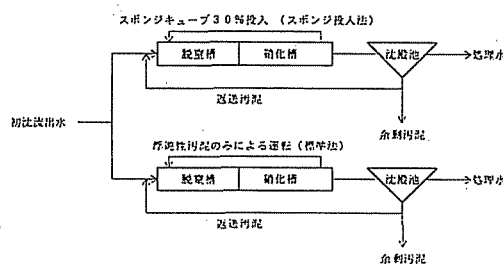 スポンジキューブ30%投入 (スポンジ投入法)
脱窒槽 硝化槽 沈殿池 処理水
返送汚泥
余剰汚泥
初沈流出水
浮遊性汚泥のみによる運転 (標準法)
脱窒槽 硝化槽 沈殿池 処理水
返送汚泥
余剰汚泥